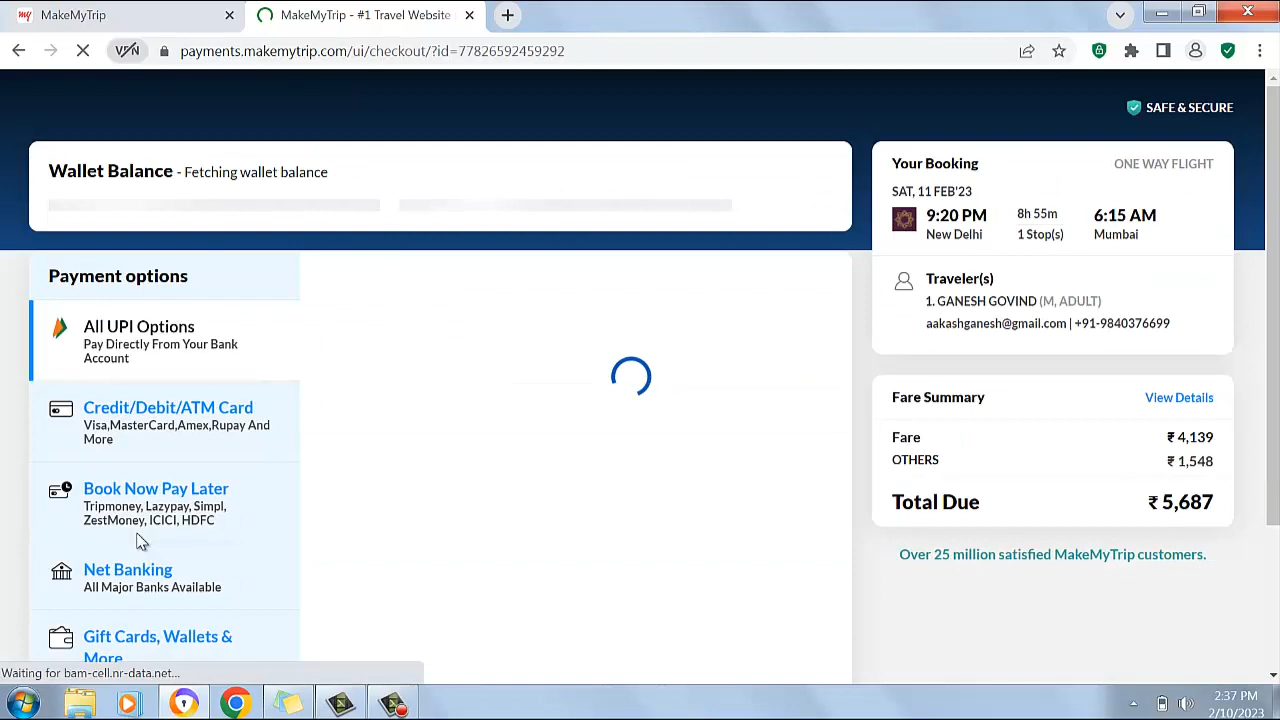 my MakeMyTrip
MakeMyTrip - #1 Travel Website
VPN payments.makemytrip.com/ui/checkout/?id=77826592459292
SAFE & SECURE
Wallet Balance - Fetching wallet balance
Your Booking ONE WAY FLIGHT
SAT, 11 FEB'23
9:20 PM 8h 55m 6:15 AM
New Delhi 1 Stop(s) Mumbai
Traveler(s)
1. GANESH GOVIND (M, ADULT)
aakashganesh@gmail.com | +91-9840376699
Fare Summary View Details
Fare ₹ 4,139
OTHERS ₹ 1,548
Total Due ₹ 5,687
Over 25 million satisfied MakeMyTrip customers.
Payment options
All UPI Options
Pay Directly From Your Bank
Account
Credit/Debit/ATM Card
Visa,MasterCard,Amex,Rupay And
More
Book Now Pay Later
Tripmoney, Lazypay, Simpl,
ZestMoney, ICICI, HDFC
Net Banking
All Major Banks Available
Gift Cards, Wallets &
More
Waiting for bam-cell.nr-data.net...
2:37 PM
2/10/2023